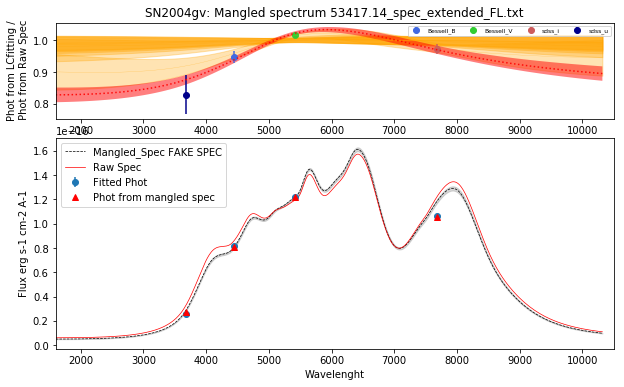 SN2004gv: Mangled spectrum 53417.14_spec_extended_FL.txt
Phot from LCfitting /
Phot from Raw Spec
1.0
0.9
0.8
Bessell_B
Bessell_V
sdss_i
sdss_u
2000 3000 4000 5000 6000 7000 8000 9000 10000
Flux erg s-1 cm-2 A-1
1.6
1.4
1.2
1.0
0.8
0.6
0.4
0.2
0.0
Mangled_Spec FAKE SPEC
Raw Spec
Fitted Phot
Phot from mangled spec
2000 3000 4000 5000 6000 7000 8000 9000 10000
Wavelenght